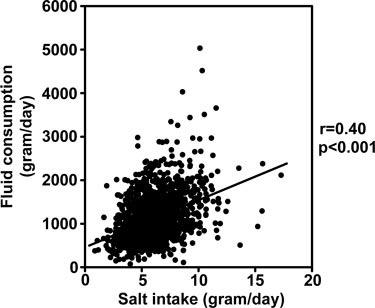 6000
5000
4000
3000
2000
1000
0
Fluid consumption
(gram/day)
0 5 10 15 20
Salt intake (gram/day)
r=0.40
p<0.001